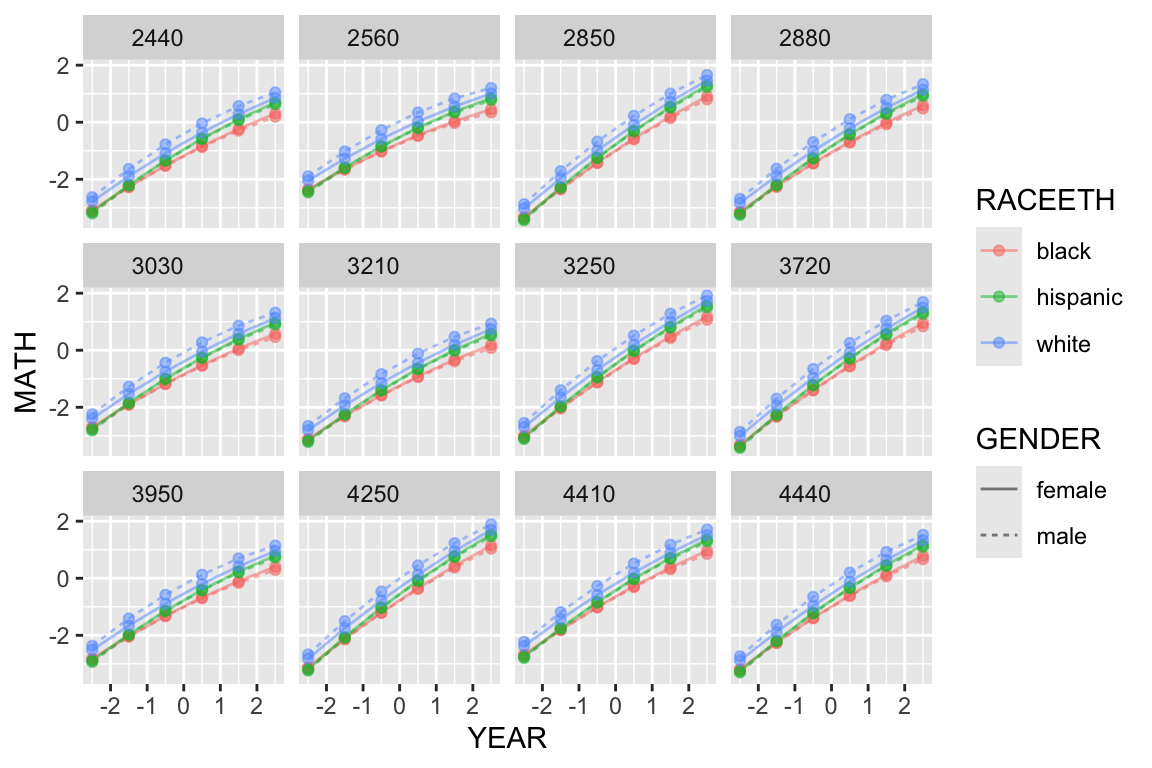 2440 2560 2850 2880
2
0
-2
3030 3210 3250 3720
2
0
-2
3950 4250 4410 4440
2
0
-2
-2 -1 0 1 2 -2 -1 0 1 2 -2 -1 0 1 2 -2 -1 0 1 2
YEAR
MATH
RACEETH
black
hispanic
white
GENDER
female
male